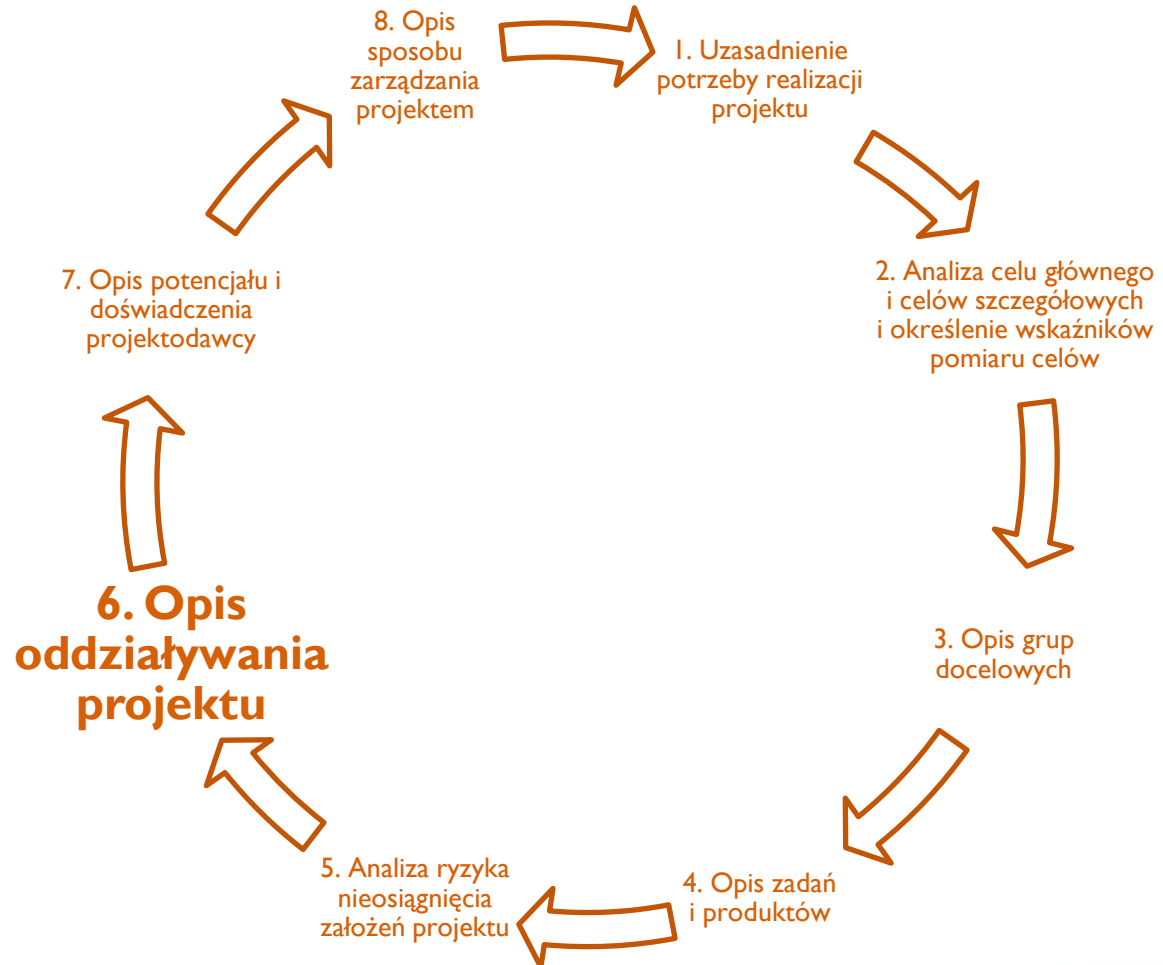 8. Opis
sposobu
zarządzania
projektem
1. Uzasadnienie
potrzeby realizacji
projektu
2. Analiza celu głównego
i celów szczegółowych
i określenie wskaźników
pomiaru celów
3. Opis grup
docelowych
4. Opis zadań
i produktów
5. Analiza ryzyka
nieosiągnięcia
założeń projektu
6. Opis
oddziaływania
projektu
7. Opis potencjału i
doświadczenia
projektodawcy